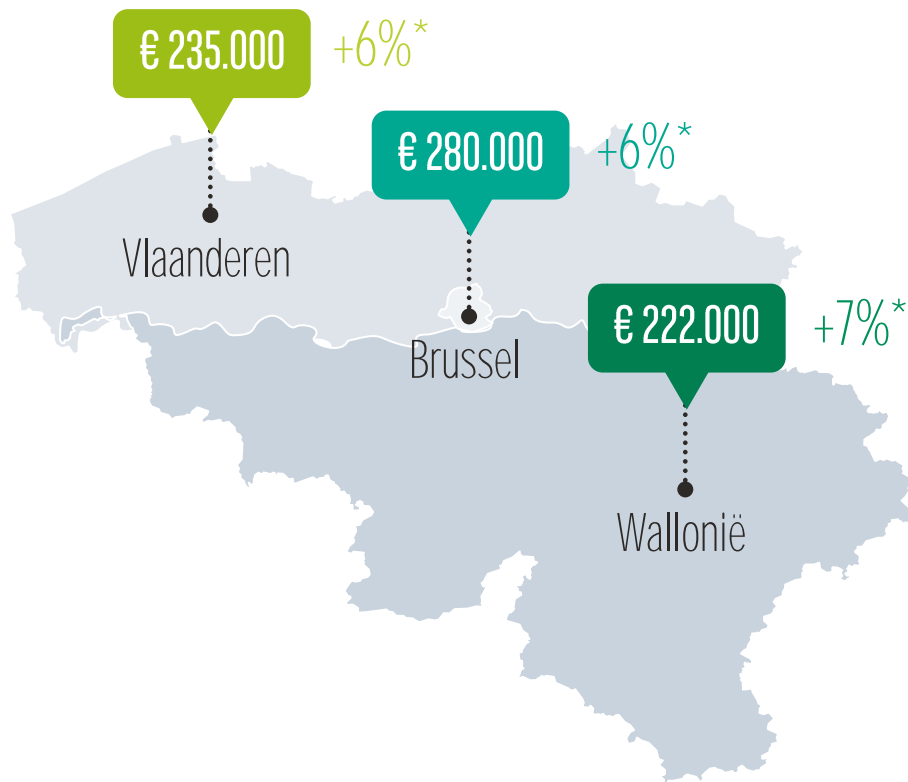 € 235.000
+6%*
€ 280.000
+6%*
Vlaanderen
€ 222.000
+7%*
Brussel
Wallonië